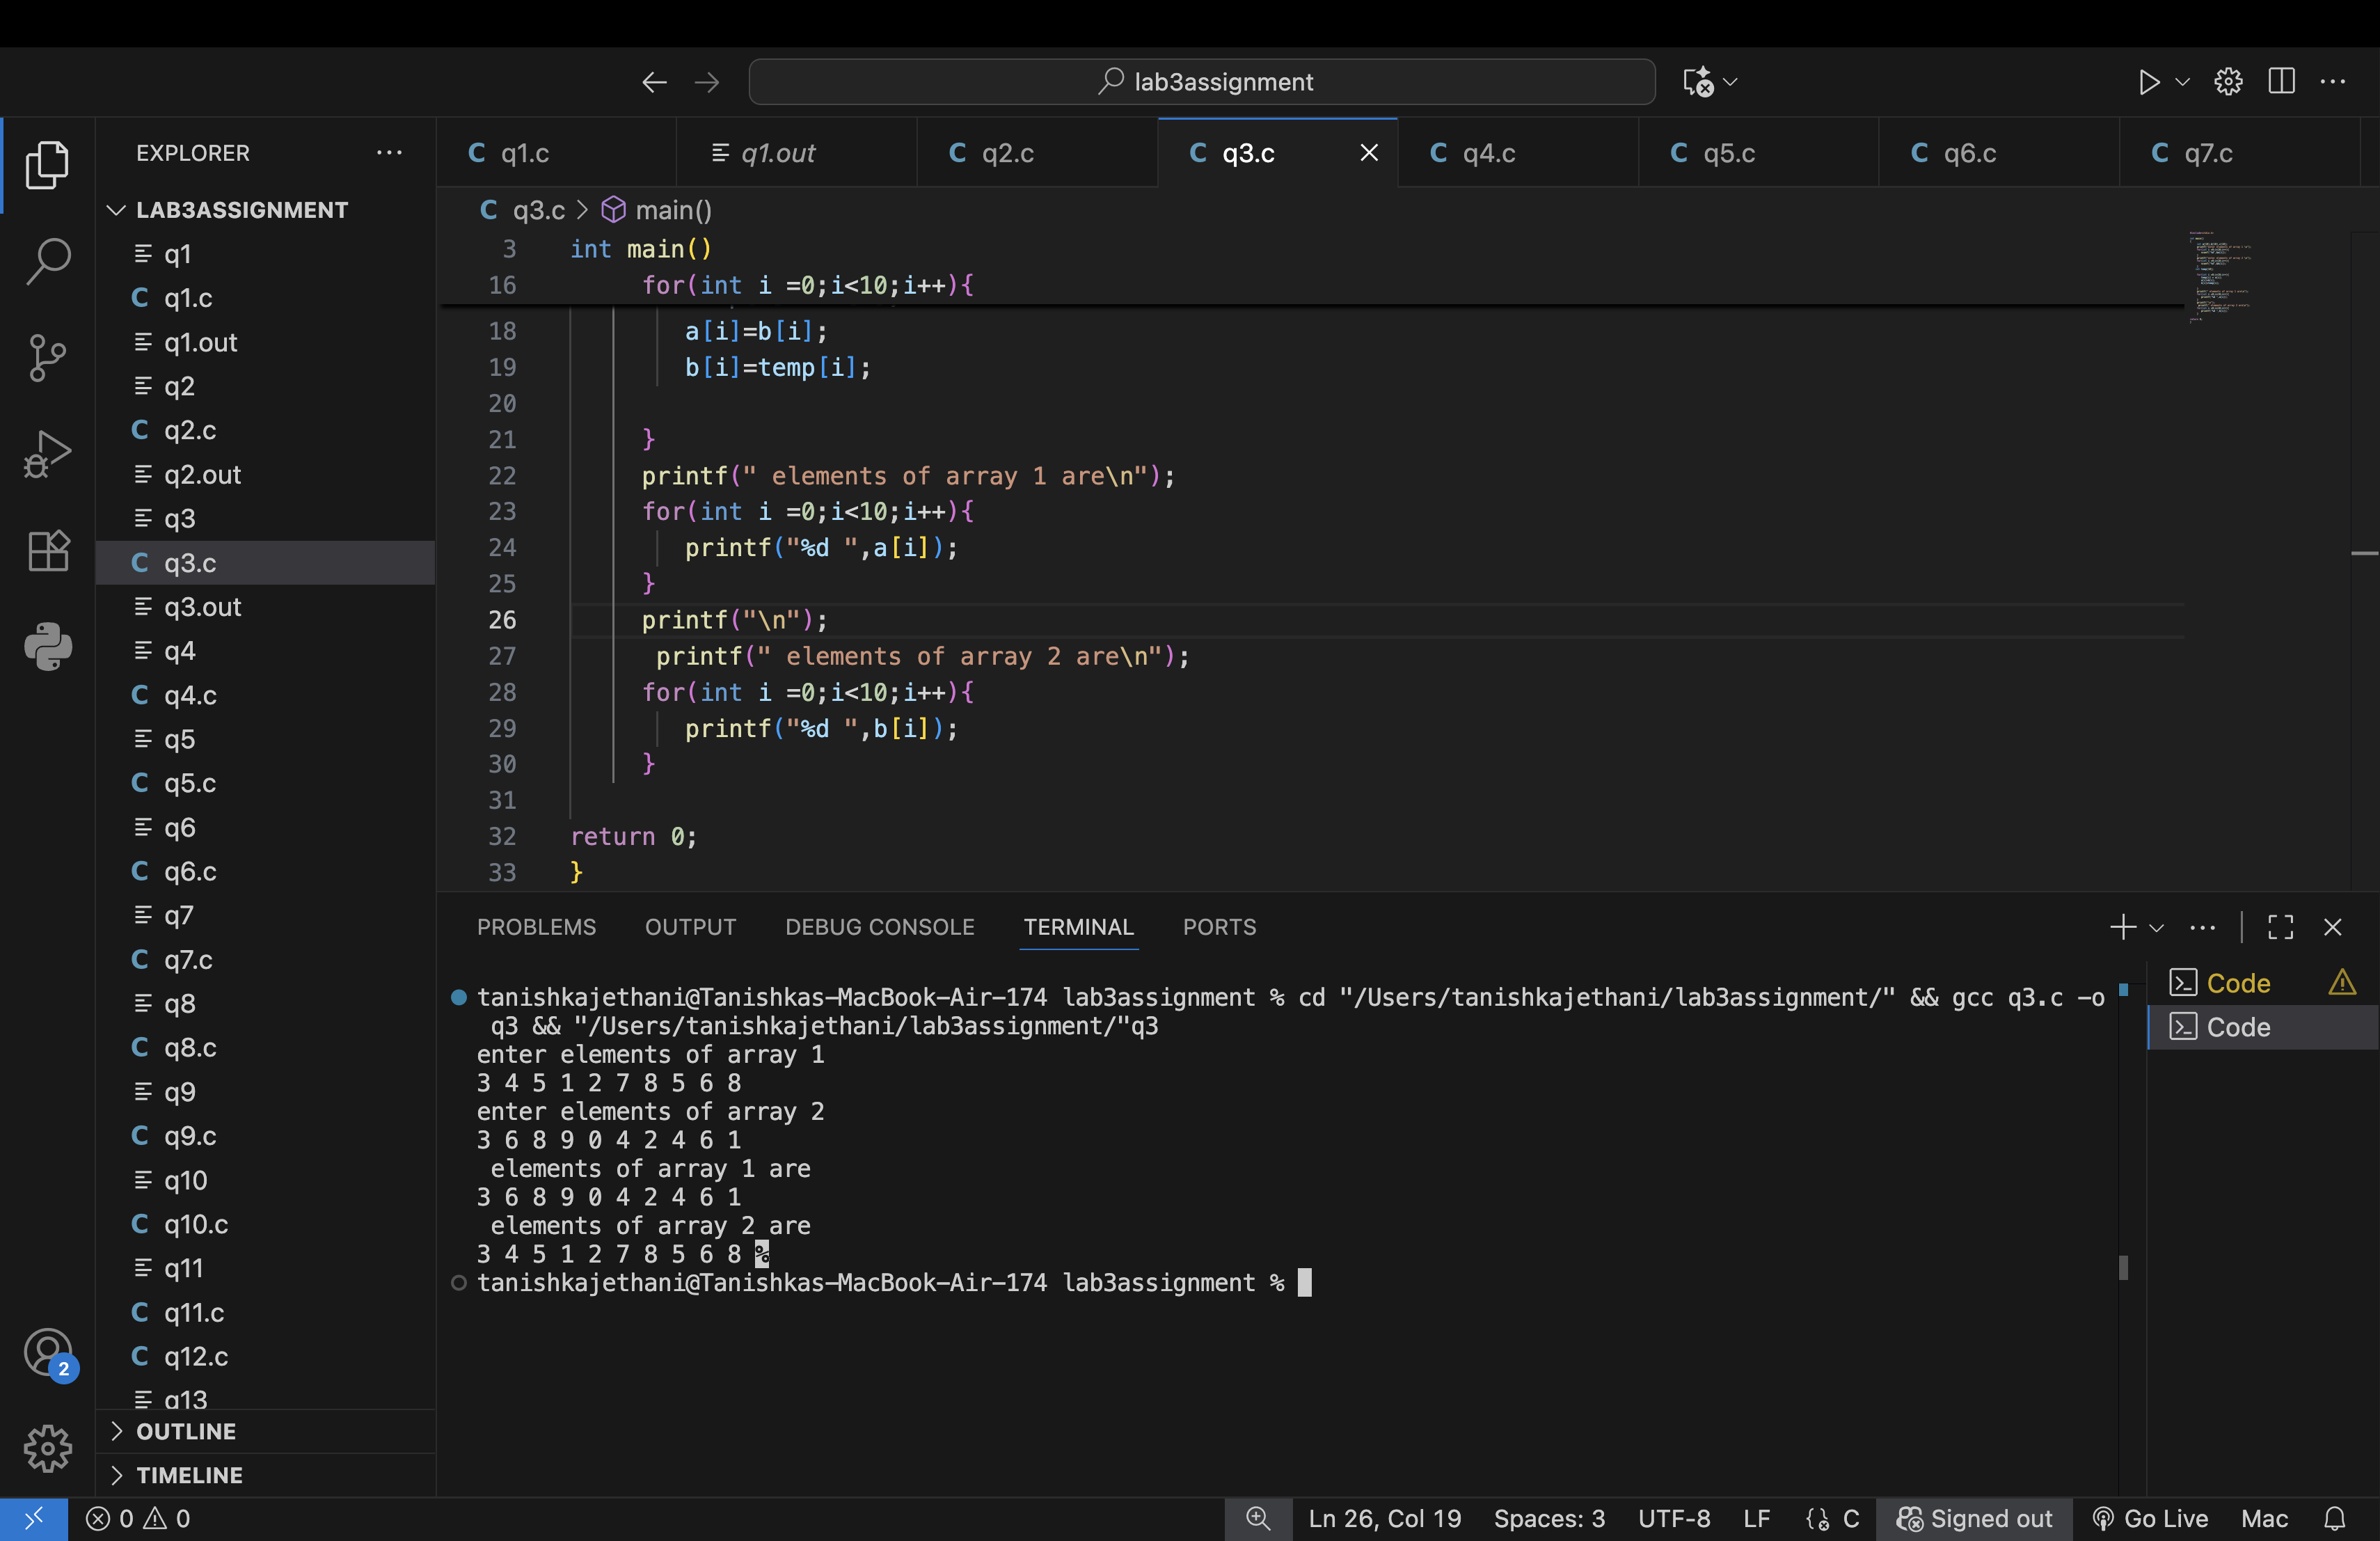 lab3assignment
EXPLORER
LAB3ASSIGNMENT
q1
q1.c
q1.out
q2
q2.c
q2.out
q3
q3.c
q3.out
q4
q4.c
q5
q5.c
q6
q6.c
q7
q7.c
q8
q8.c
q9
q9.c
q10
q10.c
q11
q11.c
q12.c
q13
OUTLINE
TIMELINE
q1.c q1.out q2.c q3.c q4.c q5.c q6.c q7.c
q3.c > main()
3 int main()
16 for(int i =0;i<10;i++){
18 a[i]=b[i];
19 b[i]=temp[i];
20
21 }
22 printf(" elements of array 1 are\n");
23 for(int i =0;i<10;i++){
24 printf("%d ",a[i]);
25 }
26 printf("\n");
27 printf(" elements of array 2 are\n");
28 for(int i =0;i<10;i++){
29 printf("%d ",b[i]);
30 }
31
32 return 0;
33 }
PROBLEMS OUTPUT DEBUG CONSOLE TERMINAL PORTS
tanishkajethani@Tanishkas-MacBook-Air-174 lab3assignment % cd "/Users/tanishkajethani/lab3assignment/" && gcc q3.c -o
q3 && "/Users/tanishkajethani/lab3assignment/"q3
enter elements of array 1
3 4 5 1 2 7 8 5 6 8
enter elements of array 2
3 6 8 9 0 4 2 4 6 1
elements of array 1 are
3 6 8 9 0 4 2 4 6 1
elements of array 2 are
3 4 5 1 2 7 8 5 6 8 %
tanishkajethani@Tanishkas-MacBook-Air-174 lab3assignment %
Code
Code
2
0 0
Ln 26, Col 19 Spaces: 3 UTF-8 LF C Signed out Go Live Mac